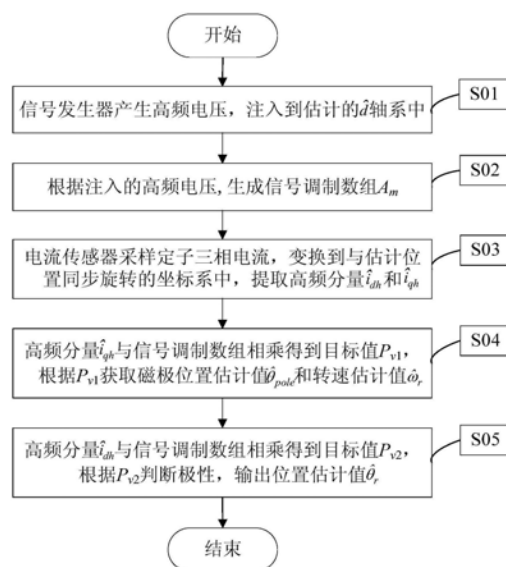 开始
信号发生器产生高频电压，注入到估计的d̂轴系中
S01
根据注入的高频电压,生成信号调制数组Am
S02
电流传感器采样定子三相电流，变换到与估计位
置同步旋转的坐标系中，提取高频分量îdh和îqh
S03
高频分量îqh与信号调制数组相乘得到目标值Pv1，
根据Pv1获取磁极位置估计值θ̂pole和转速估计值ω̂r
S04
高频分量îdh与信号调制数组相乘得到目标值Pv2，
根据Pv2判断极性，输出位置估计值θ̂r
S05
结束